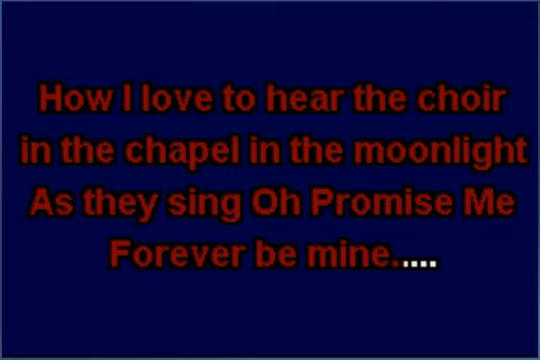 How I love to hear the choir
in the chapel in the moonlight
As they sing Oh Promise Me
Forever be mine.....